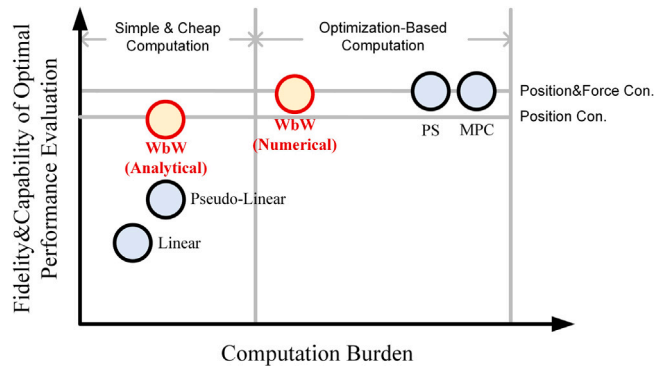 Simple & Cheap
Computation
Optimization-Based
Computation
Fidelity&Capability of Optimal
Performance Evaluation
Position&Force Con.
Position Con.
WbW
(Analytical)
WbW
(Numerical)
PS
MPC
Pseudo-Linear
Linear
Computation Burden